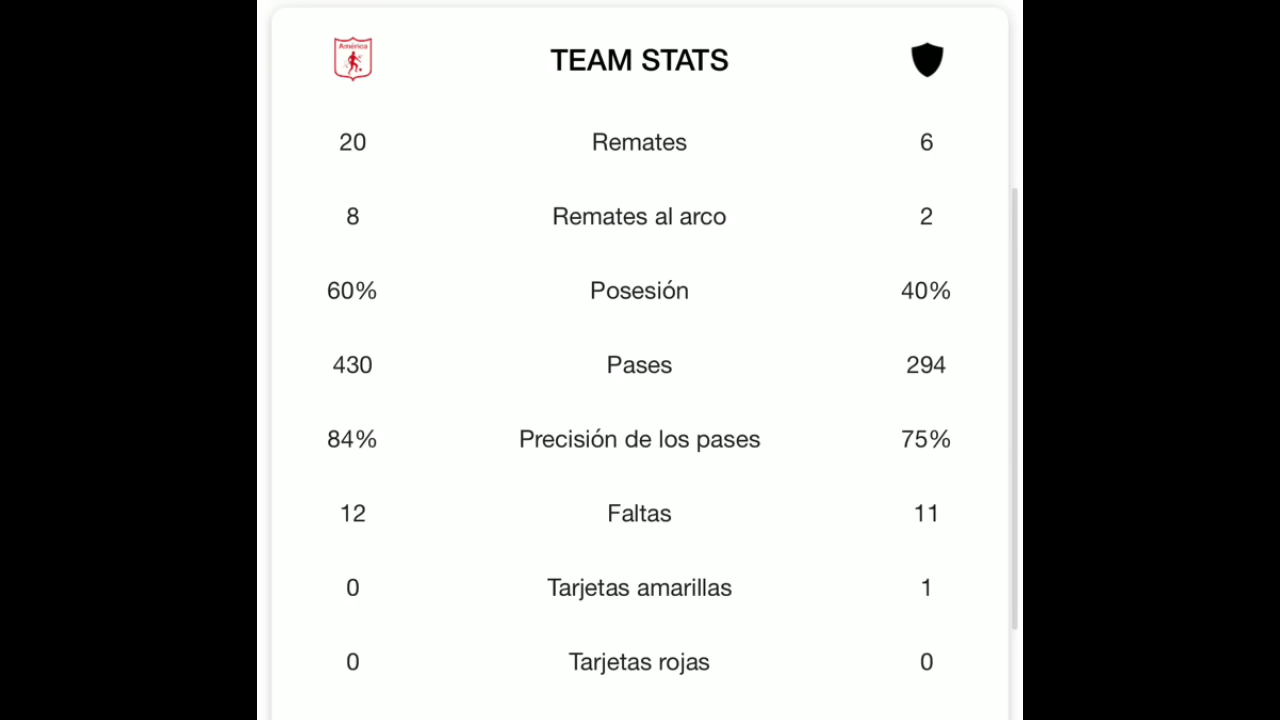 América
TEAM STATS
20 Remates 6
8 Remates al arco 2
60% Posesión 40%
430 Pases 294
84% Precisión de los pases 75%
12 Faltas 11
0 Tarjetas amarillas 1
0 Tarjetas rojas 0